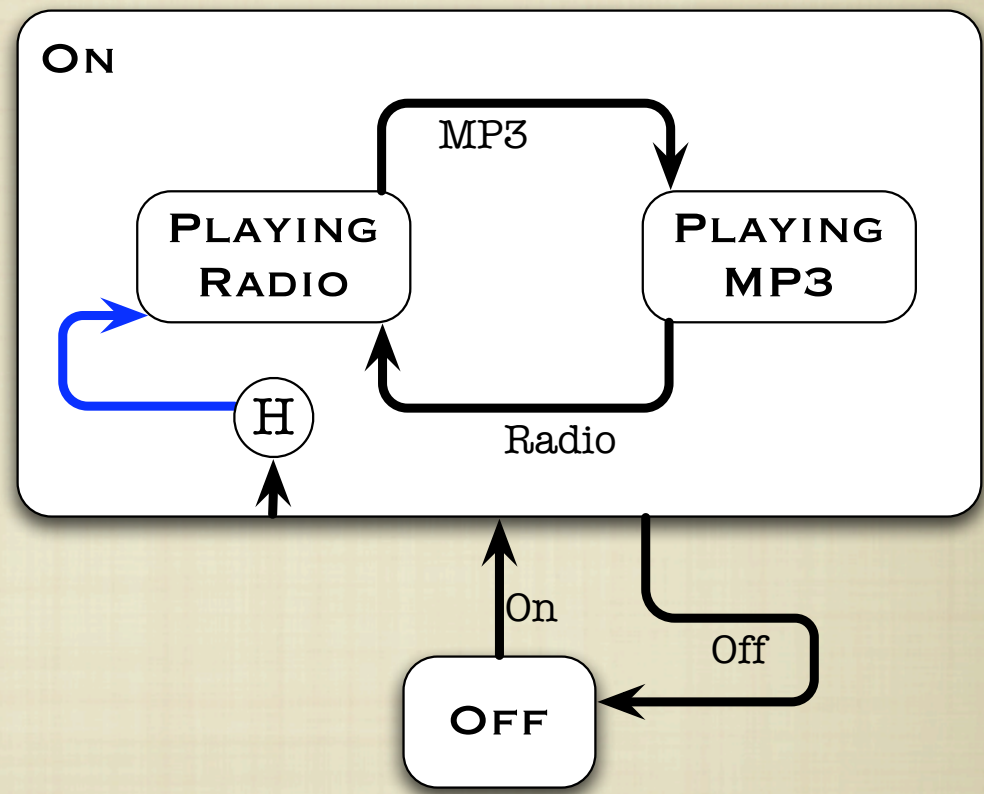 On
MP3
Playing
Radio
Playing
MP3
H
Radio
On
Off
Off